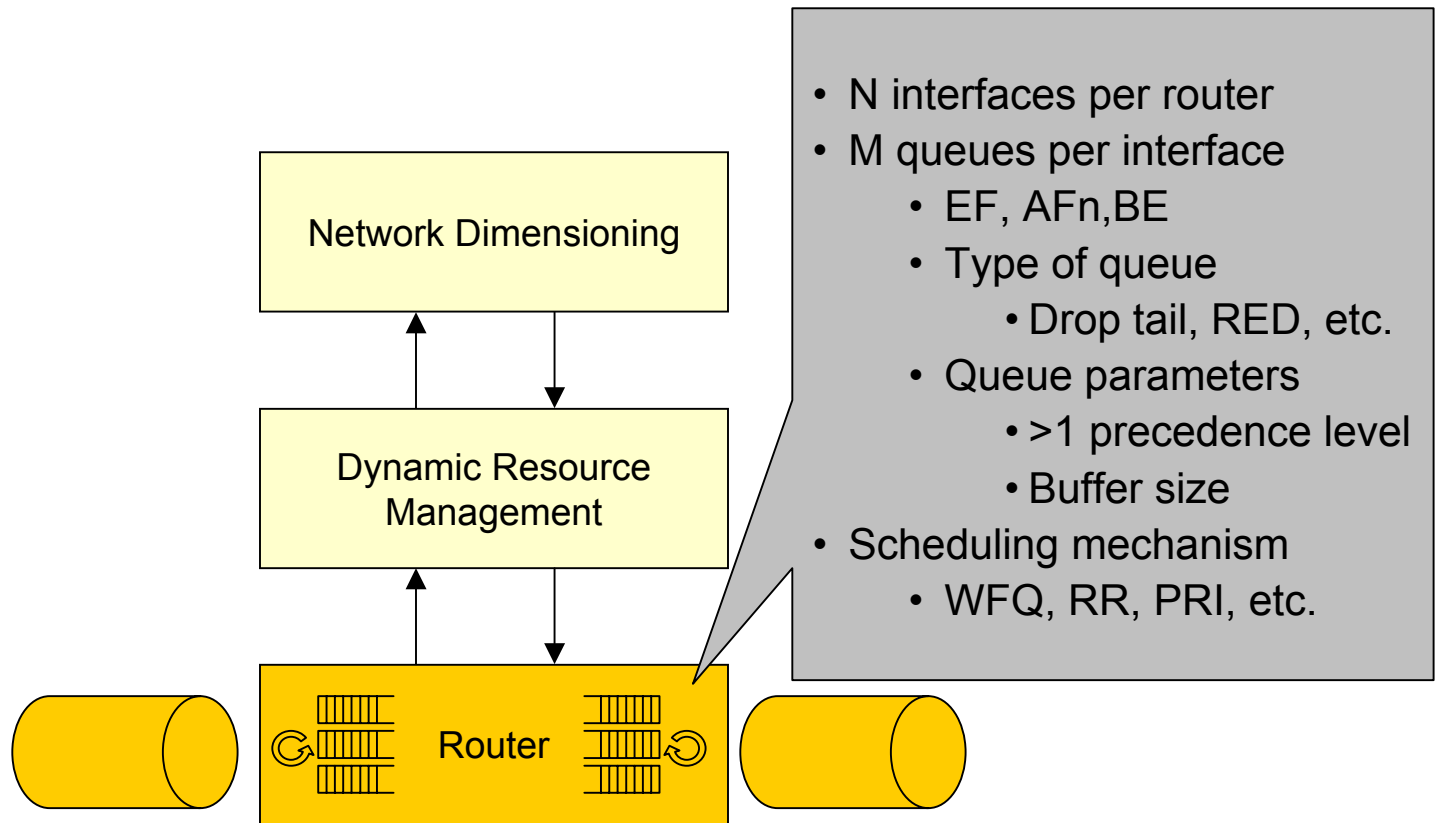 Network Dimensioning
Dynamic Resource
Management
Router
• N interfaces per router
• M queues per interface
• EF, AFn,BE
• Type of queue
• Drop tail, RED, etc.
• Queue parameters
• >1 precedence level
• Buffer size
• Scheduling mechanism
• WFQ, RR, PRI, etc.